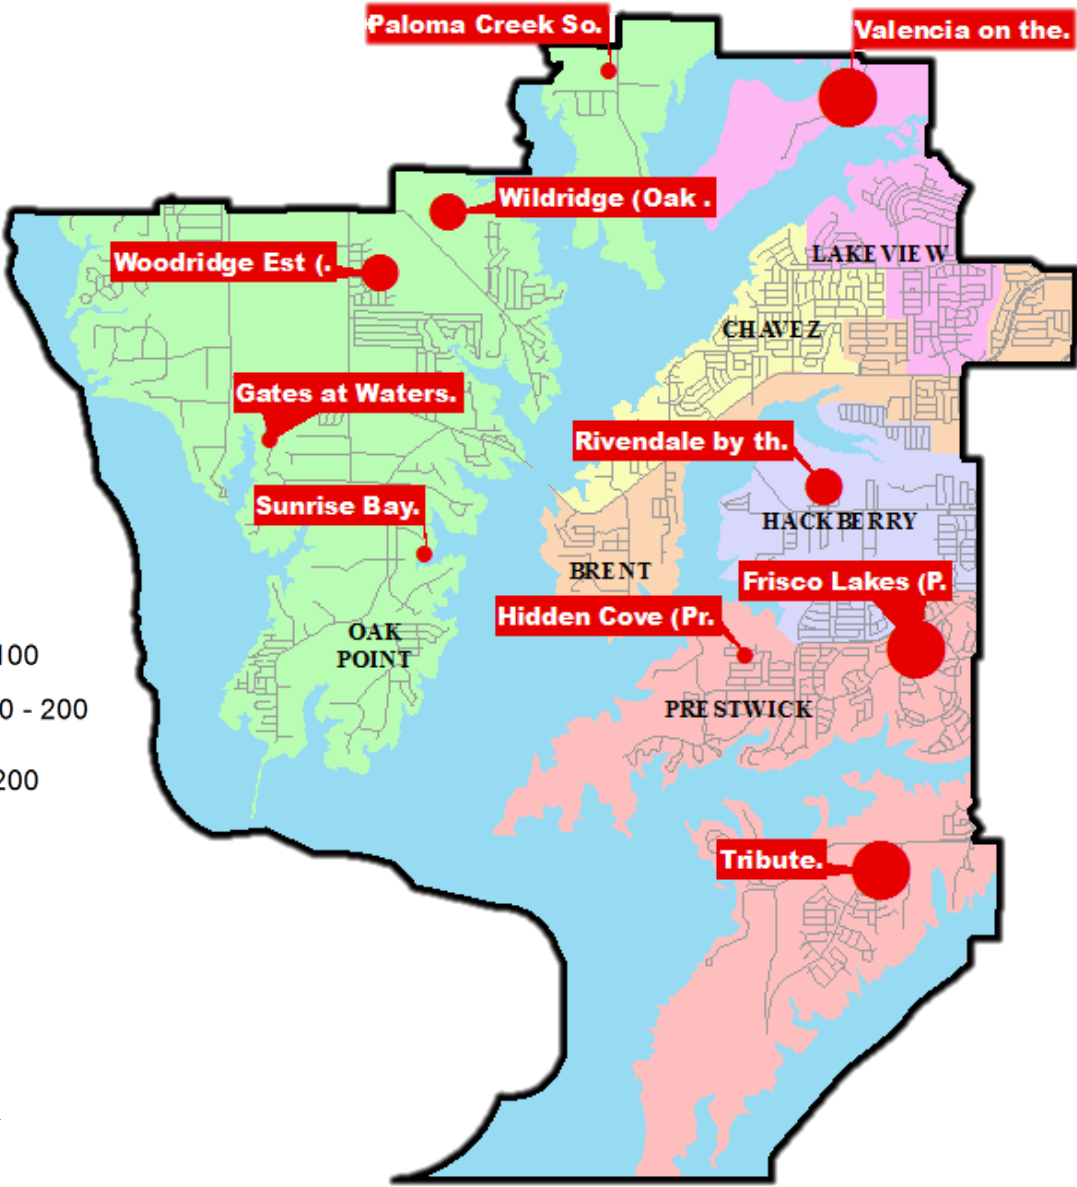 Paloma Creek So.
Valencia on the.
Wildridge (Oak .
Woodridge Est (.
LAKEVIEW
CHAVEZ
Gates at Waters.
Rivendale by th.
Sunrise Bay.
HACKBERRY
BRENT
Frisco Lakes (P.
Hidden Cove (Pr.
OAK
POINT
100
0 - 200
PRESTWICK
200
Tribute.